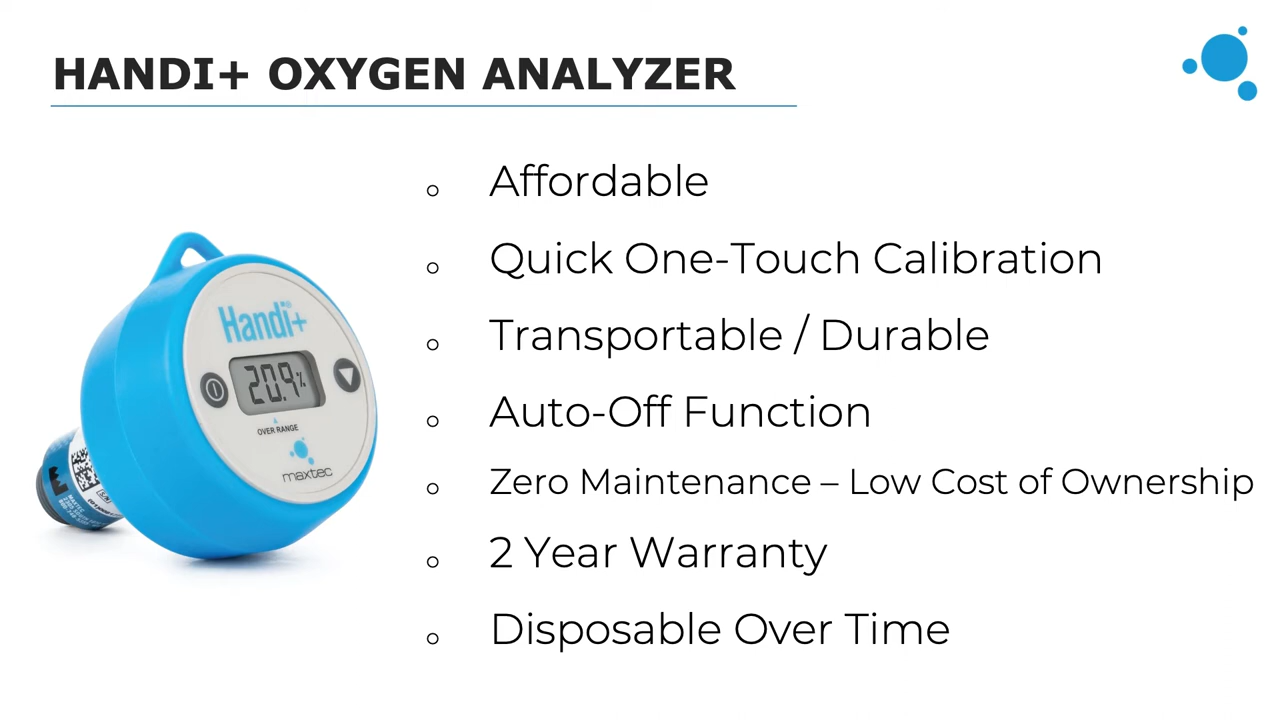 HANDI+ OXYGEN ANALYZER
Affordable
Quick One-Touch Calibration
Transportable / Durable
Auto-Off Function
Zero Maintenance – Low Cost of Ownership
2 Year Warranty
Disposable Over Time
Handi+
20.9%
OVER RANGE
maxtec